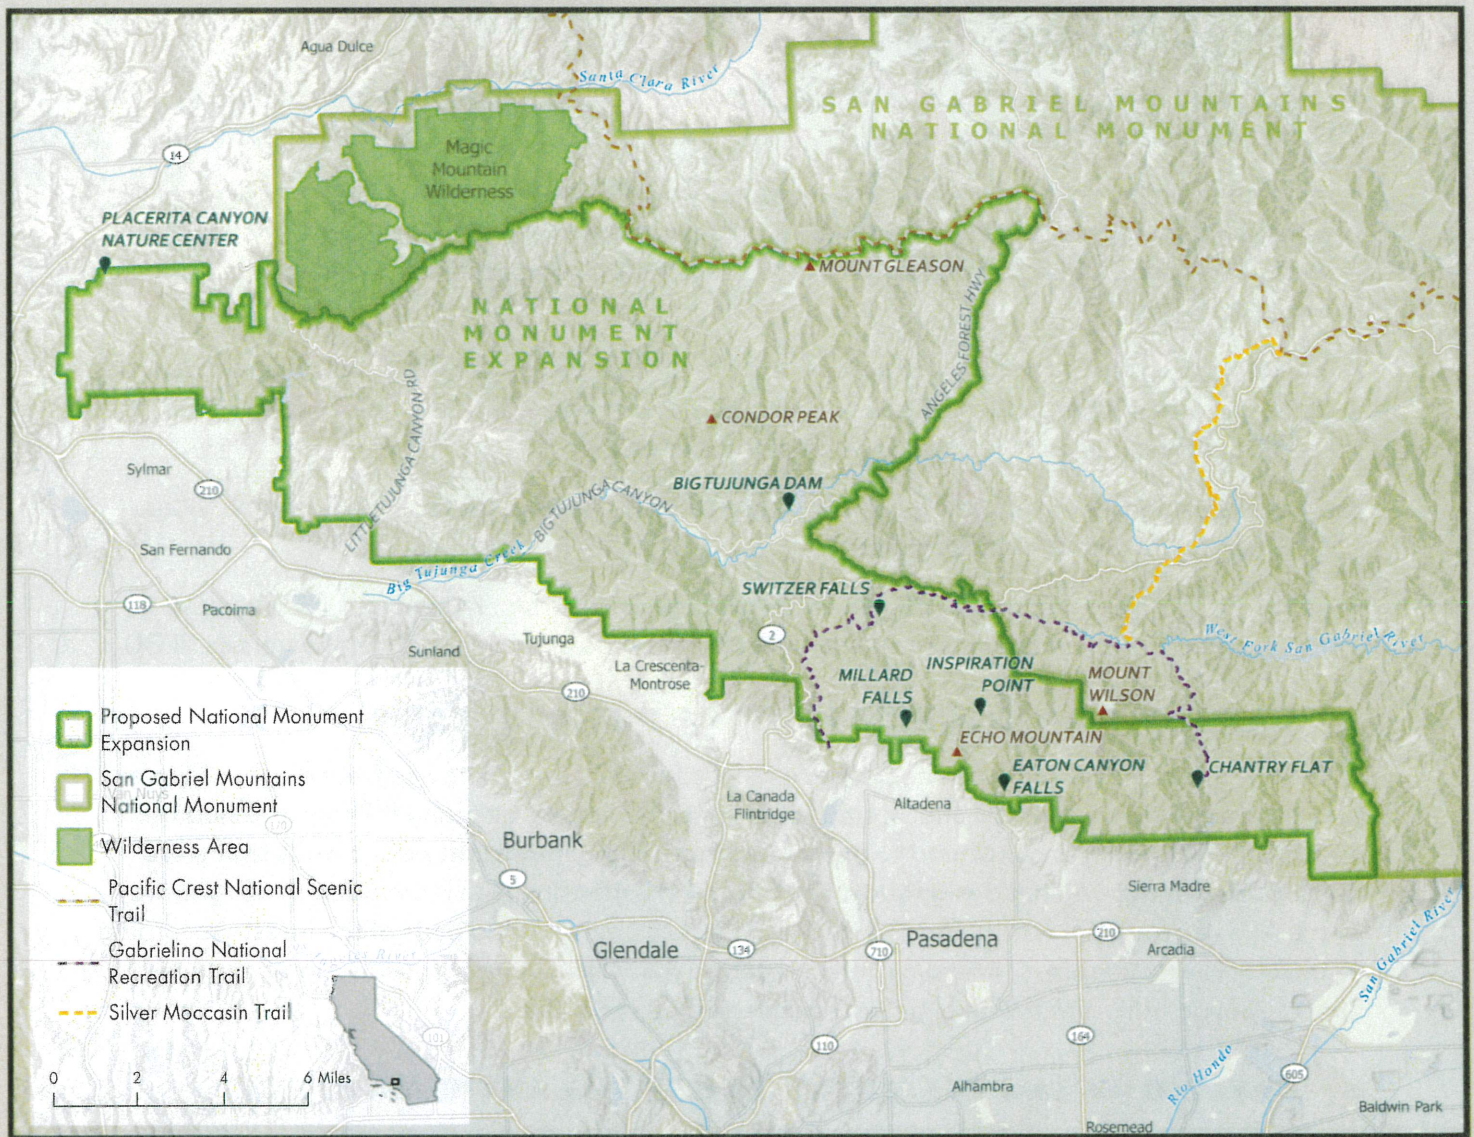 Agua Dulce
Santa Clara River
SAN GABRIEL MOUNTAINS
NATIONAL MONUMENT
14
Magic
Mountain
Wilderness
PLACERITA CANYON
NATURE CENTER
MOUNT GLEASON
NATIONAL
MONUMENT
EXPANSION
ANGELES FOREST HWY
LITTLE TUJUNGA CANYON RD
CONDOR PEAK
Sylmar
210
BIG TUJUNGA DAM
BIG TUJUNGA CANYON
San Fernando
Big Tujunga Creek
118
Pacoima
SWITZER FALLS
2
Tujunga
Sunland
West Fork San Gabriel River
La Crescenta-
Montrose
210
MILLARD
FALLS
INSPIRATION
POINT
MOUNT
WILSON
ECHO MOUNTAIN
EATON CANYON
FALLS
CHANTRY FLAT
La Canada
Flintridge
Altadena
Burbank
5
Sierra Madre
Glendale
134
710
Pasadena
210
Arcadia
San Gabriel River
110
164
Rio Hondo
605
Alhambra
Rosemead
Baldwin Park
Proposed National Monument
Expansion
San Gabriel Mountains
National Monument
Van Nuys
Wilderness Area
Pacific Crest National Scenic
Trail
Gabrielino National
Recreation Trail
Silver Moccasin Trail
101
0 2 4 6 Miles